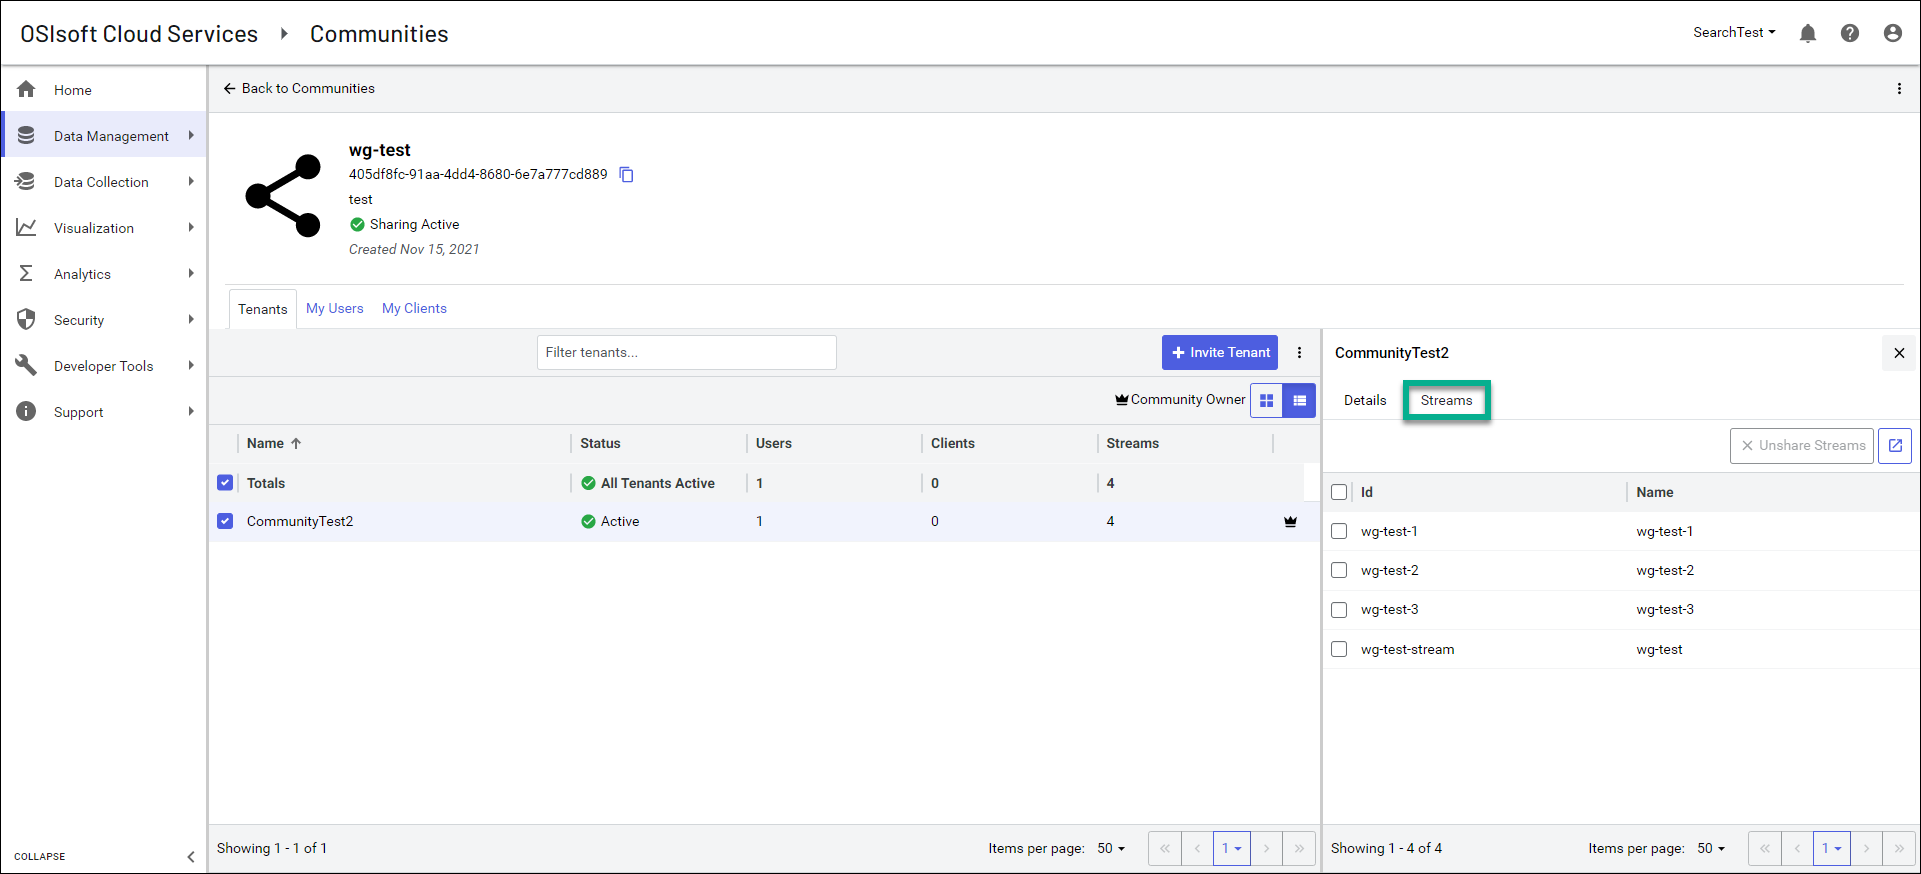 OSIsoft Cloud Services Communities SearchTest
Home
Data Management
Data Collection
Visualization
Analytics
Security
Developer Tools
Support
COLLAPSE
Back to Communities
wg-test
405df8fc-91aa-4dd4-8680-6e7a777cd889
test
Sharing Active
Created Nov 15, 2021
Tenants My Users My Clients
Filter tenants... Invite Tenant
Community Owner
Name Status Users Clients Streams
Totals All Tenants Active 1 0 4
CommunityTest2 Active 1 0 4
Showing 1 - 1 of 1 Items per page: 50 1
CommunityTest2
Details Streams
Unshare Streams
Id Name
wg-test-1 wg-test-1
wg-test-2 wg-test-2
wg-test-3 wg-test-3
wg-test-stream wg-test
Showing 1 - 4 of 4 Items per page: 50 1